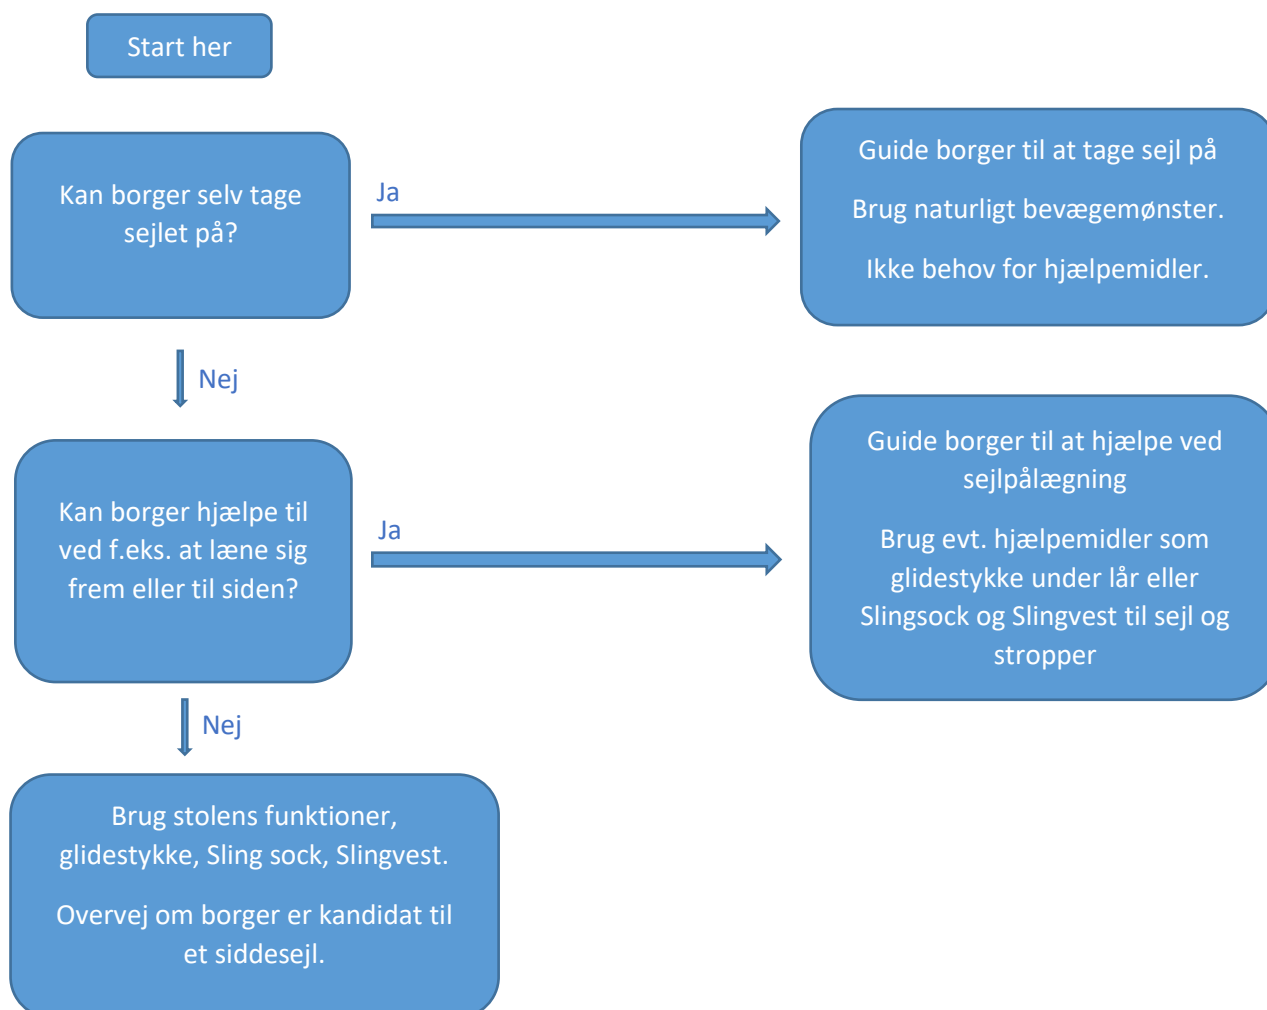 Start her
Kan borger selv tage
sejlet på?
Ja
Guide borger til at tage sejl på
Brug naturligt bevægemønster.
Ikke behov for hjælpemidler.
Nej
Kan borger hjælpe til
ved f.eks. at læne sig
frem eller til siden?
Ja
Guide borger til at hjælpe ved
sejlpålægning
Brug evt. hjælpemidler som
glidestykke under lår eller
Slingsock og Slingvest til sejl og
stropper
Nej
Brug stolens funktioner,
glidestykke, Sling sock, Slingvest.
Overvej om borger er kandidat til
et siddesejl.